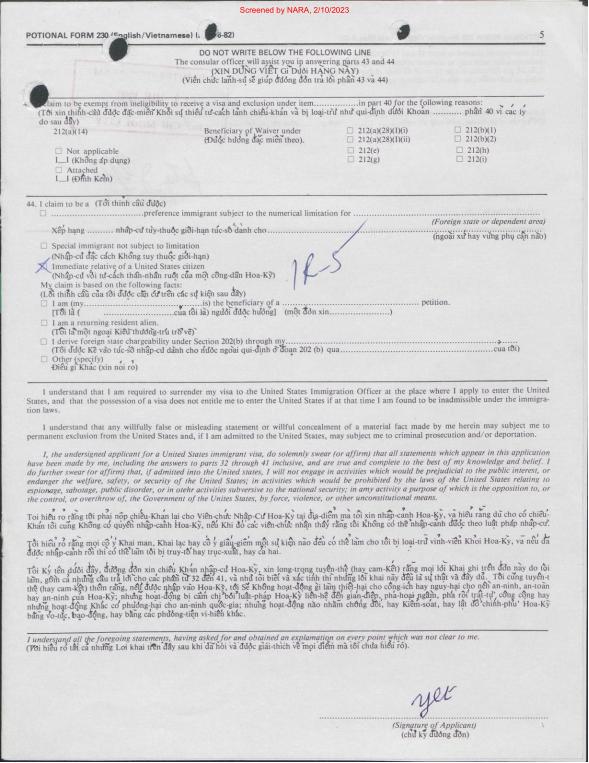 Screened by NARA, 2/10/2023
POTIONAL FORM 230 (English/Vietnamese) 5
DO NOT WRITE BELOW THE FOLLOWING LINE
The consular officer will assist you ip answering parts 43 and 44
(XIN DỪNG VIẾT GÌ DƯỚI HÀNG NÀY)
(Viên chức lãnh-sự sẽ giúp đương đơn trả lời phần 43 và 44)
claim to be exempt from ineligibility to receive a visa and exclusion under item..............in part 40 for the following reasons:
(Tôi xin thỉnh-cầu được đặc-miễn Khỏi sự thiếu tư-cách lãnh chiếu-khán và bị loại-trừ như qui-định dưới Khoản ........... phần 40 vì các lý
do sau đây)
212(a)(14) Beneficiary of Waiver under 212(a)(28)(I)(i) 212(b)(1)
(Được hưởng đặc miễn theo). 212(a)(28)(I)(ii) 212(b)(2)
Not applicable 212(e) 212(h)
(Không áp dụng) 212(g) 212(i)
Attached
(Đính Kèm)
44. I claim to be a (Tôi thỉnh cầu được)
...............................preference immigrant subject to the numerical limitation for ..............................
(Foreign state or dependent area)
Xếp hạng .......... nhập-cư tùy-thuộc giới-hạn túc-số dành cho..............................
(ngoại xứ hay vùng phụ cận nào)
Special immigrant not subject to limitation
(Nhập-cư đặc cách Không tuỳ thuộc giới-hạn)
X Immediate relative of a United States citizen IR-5
(Nhập-cư với tư-cách thân-nhân ruột của một công-dân Hoa-Kỳ)
My claim is based on the following facts:
(Lời thỉnh cầu của tôi được căn cứ trên các sự kiện sau đây)
I am (my..............................is) the beneficiary of a .............................. petition.
[Tôi là ( ....................của tôi là) người được hưởng] (một đơn xin....................)
I am a returning resident alien.
(Tôi là một ngoại Kiều thường-trú trở về)
I derive foreign state chargeability under Section 202(b) through my..............................
(Tôi được Kể vào túc-số nhập-cư dành cho nước ngoài qui-định ở đoạn 202 (b) qua..............................của tôi)
Other (specify)
Điều gì Khác (xin nói rõ)
I understand that I am required to surrender my visa to the United States Immigration Officer at the place where I apply to enter the United
States, and that the possession of a visa does not entitle me to enter the United States if at that time I am found to be inadmissible under the immigra-
tion laws.
I understand that any willfully false or misleading statement or willful concealment of a material fact made by me herein may subject me to
permanent exclusion from the United States and, if I am admitted to the United States, may subject me to criminal prosecution and/or deportation.
I, the undersigned applicant for a United States immigrant visa, do solemnly swear (or affirm) that all statements which appear in this application
have been made by me, including the answers to parts 32 through 41 inclusive, and are true and complete to the best of my knowledge and belief. I
do further swear (or affirm) that, if admitted into the United States, I will not engage in activities which would be prejudicial to the public interest, or
endanger the welfare, safety, or security of the United States; in activities which would be prohibited by the laws of the United States relating to
espionage, sabotage, public disorder, or in other activities subversive to the national security; in any activity a purpose of which is the opposition to, or
the control, or overthrow of, the Government of the United States, by force, violence, or other unconstitutional means.
Tôi hiểu rõ rằng tôi phải nộp chiếu-Khán lại cho Viên-chức Nhập-Cư Hoa-Kỳ tại địa-điểm mà tôi xin nhập-cảnh Hoa-Kỳ, và hiểu rằng dù cho có chiếu-
Khán tôi cũng Không có quyền nhập-cảnh Hoa-Kỳ, nếu Khi đó các viên-chức nhận thấy rằng tôi Không có thể nhập-cảnh được theo luật pháp nhập-cư.
Tôi hiểu rõ rằng mọi cố ý Khai man, Khai lạc hay cố ý giấu-giếm một sự kiện nào đều có thể làm cho tôi bị loại-trừ vĩnh-viễn Khỏi Hoa-Kỳ, và nếu đã
được nhập-cảnh rồi thì có thể làm tôi bị truy-tố hay trục-xuất, hay cả hai.
Tôi Ký tên dưới đây, đương đơn xin chiếu Khán nhập-cư Hoa-Kỳ, xin long-trọng tuyên-thệ (hay cam-Kết) rằng mọi lời Khai ghi trên đơn này do tôi
làm, gồm cả những câu trả lời cho các phần từ 32 đến 41, và như tôi biết và xác tính thì những lời khai này đều là sự thật và đầy đủ. Tôi cũng tuyên-t
thệ (hay cam-kết) thêm rằng, nếu được nhập vào Hoa-Kỳ, tôi Sẽ Không hoạt-động gì làm thiệt-hại cho công-ích hay nguy-hại cho nền an-ninh, an-toàn
hay an-ninh của Hoa-Kỳ; những hoạt-động bị cấm chỉ bởi luật-pháp Hoa-Kỳ liên-hệ đến gián-điệp, phá-hoại ngầm, phá rối trật-tự, công cộng hay
những hoạt-động Khác có phương-hại cho an-ninh quốc-gia; những hoạt-động nào nhằm chống đối, hay Kiểm-soát, hay lật đổ chính-phủ Hoa-Kỳ
bằng võ-lực, bạo-động, hay bằng các phương-tiện vi-hiến khác.
I understand all the foregoing statements, having asked for and obtained an explanation on every point which was not clear to me.
(Tôi hiểu rõ tất cả những Lời khai trên đây sau khi đã hỏi và được giải-thích về mọi điểm mà tôi chưa hiểu rõ).
yet
(Signature of Applicant)
(chữ ký đương đơn)